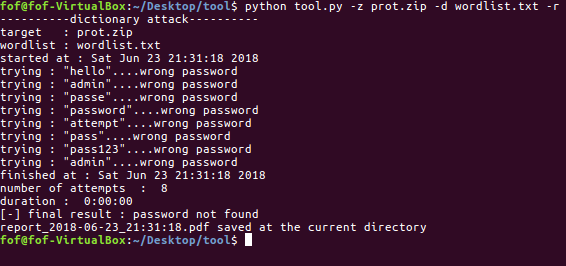 fof@fof-VirtualBox:~/Desktop/tool$ python tool.py -z prot.zip -d wordlist.txt -r
----------dictionary attack----------
target   : prot.zip
wordlist : wordlist.txt
started at : Sat Jun 23 21:31:18 2018
trying : "hello"....wrong password
trying : "admin"....wrong password
trying : "passe"....wrong password
trying : "password"....wrong password
trying : "attempt"....wrong password
trying : "pass"....wrong password
trying : "pass123"....wrong password
trying : "admin"....wrong password
finished at : Sat Jun 23 21:31:18 2018
number of attempts  :  8
duration :  0:00:00
[-] final result : password not found
report_2018-06-23_21:31:18.pdf saved at the current directory
fof@fof-VirtualBox:~/Desktop/tool$